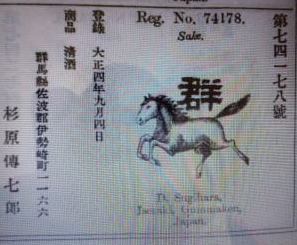 Reg. No. 74178.
Sake.
第七四一七八號
登錄 大正四年九月四日
商品 清酒
群馬縣佐波郡伊勢崎町一一六六
杉原傳七郎
群
D. Sugihara,
Isezaki, Gummaken,
Japan.